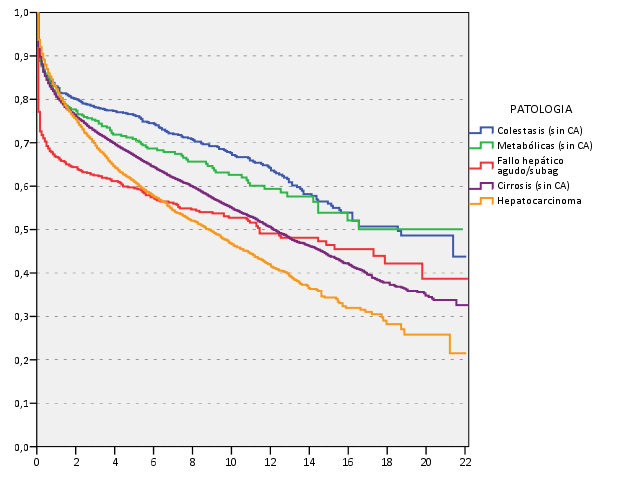 1,0
0,9
0,8
0,7
0,6
0,5
0,4
0,3
0,2
0,1
0,0
0 2 4 6 8 10 12 14 16 18 20 22
PATOLOGIA
Colestasis (sin CA)
Metabálicas (sin CA)
Fallo hepático
agudo/subag
Cirrosis (sin CA)
Hepatocarcinoma